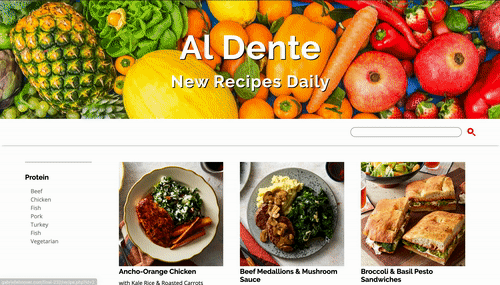 Al Dente
New Recipes Daily
Protein
Beef
Chicken
Fish
Pork
Turkey
Fish
Vegetarian
Ancho-Orange Chicken
with Kale Rice & Roasted Carrots
Beef Medallions & Mushroom
Sauce
Broccoli & Basil Pesto
Sandwiches